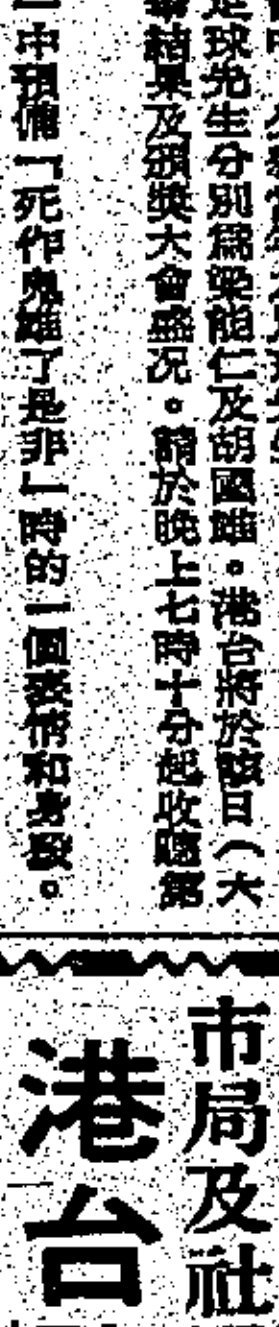 足球先生分別爲梁能仁及胡國雄。港台將於該日（大
結果及頒獎大會盛況。請於晚上七時十分起收聽第
中預備「死作鬼雄了是非」時的一個表情和身段。
市局及社
港台